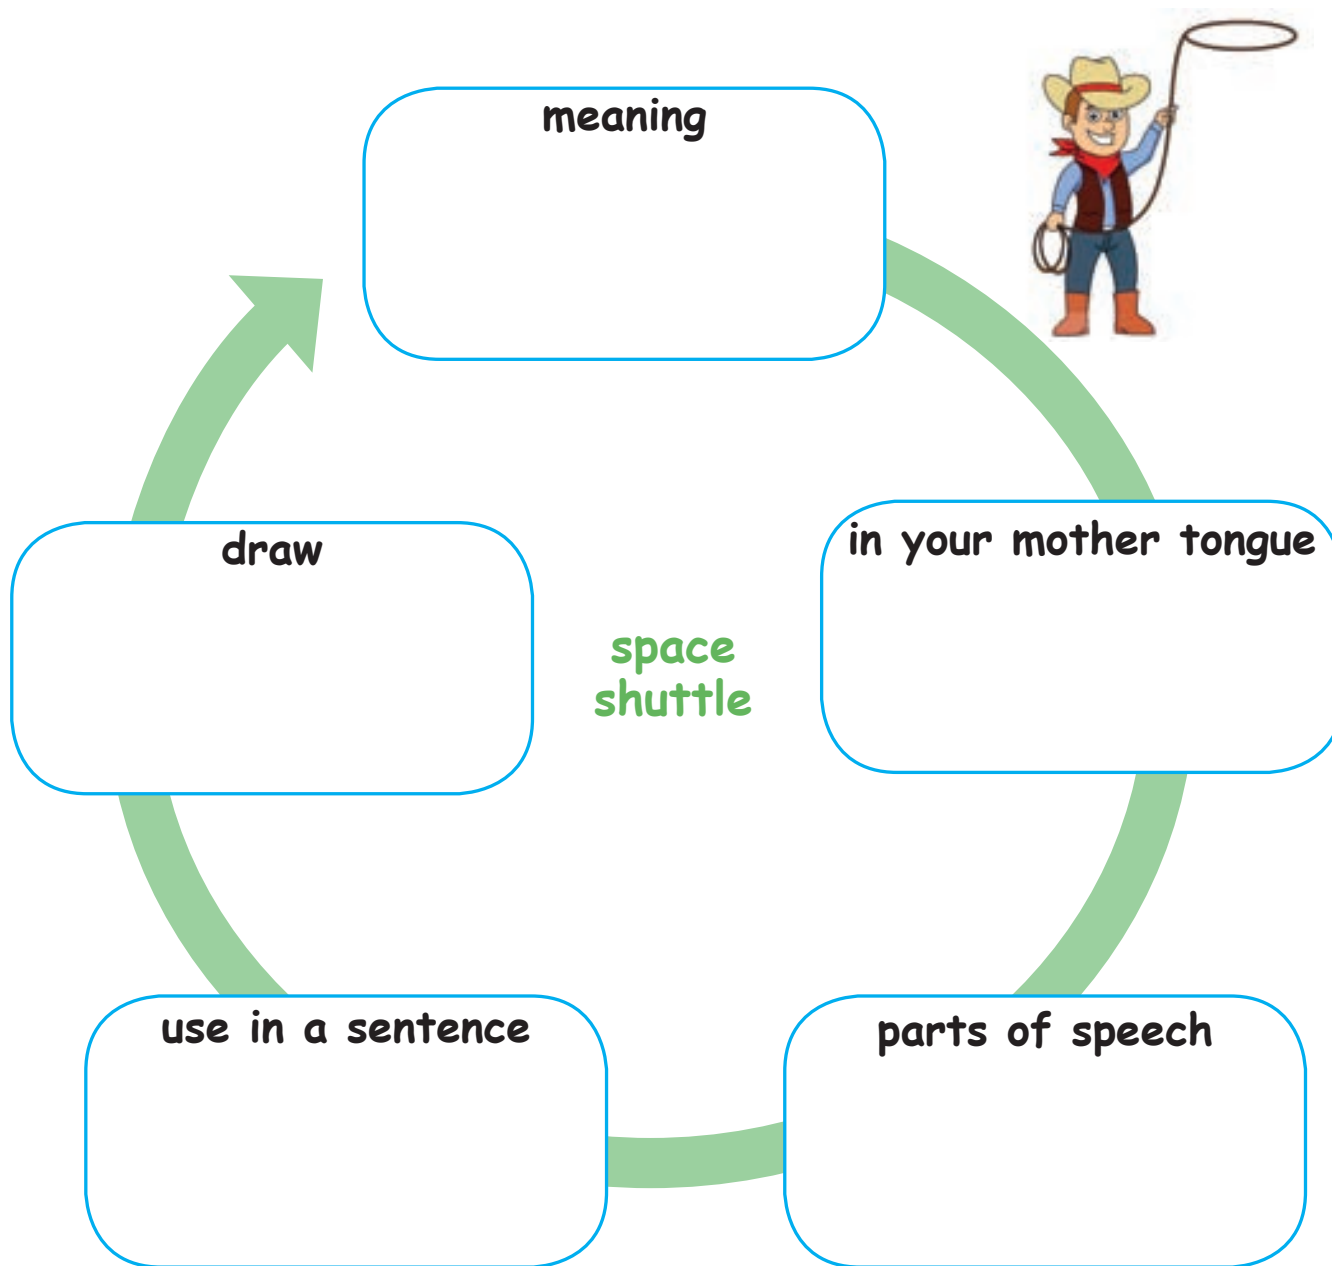 meaning
in your mother tongue
draw
space
shuttle
use in a sentence
parts of speech